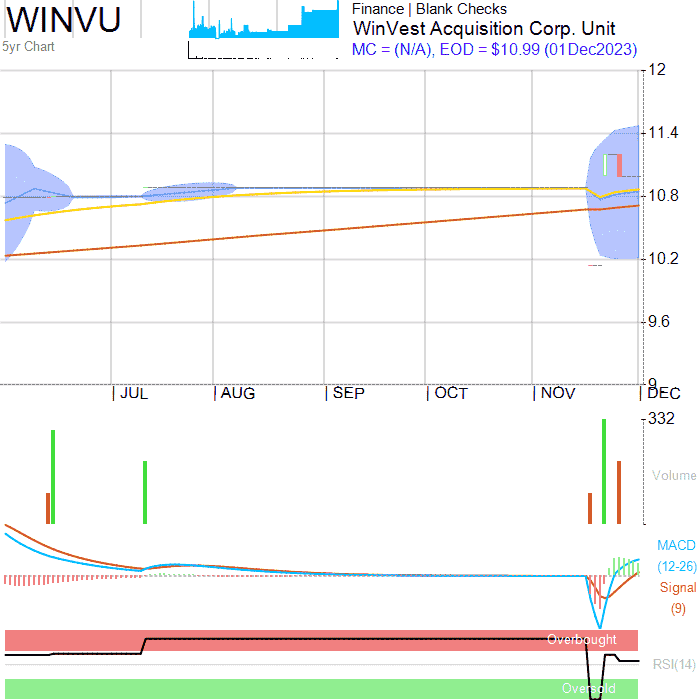 WINVU
5yr Chart
Finance | Blank Checks
WinVest Acquisition Corp. Unit
MC = (N/A), EOD = $10.99 (01Dec2023)
12
11.4
10.8
10.2
9.6
9
| JUL | AUG | SEP | OCT | NOV | DEC
332
Volume
MACD
(12-26)
Signal
(9)
Overbought
RSI(14)
Oversold